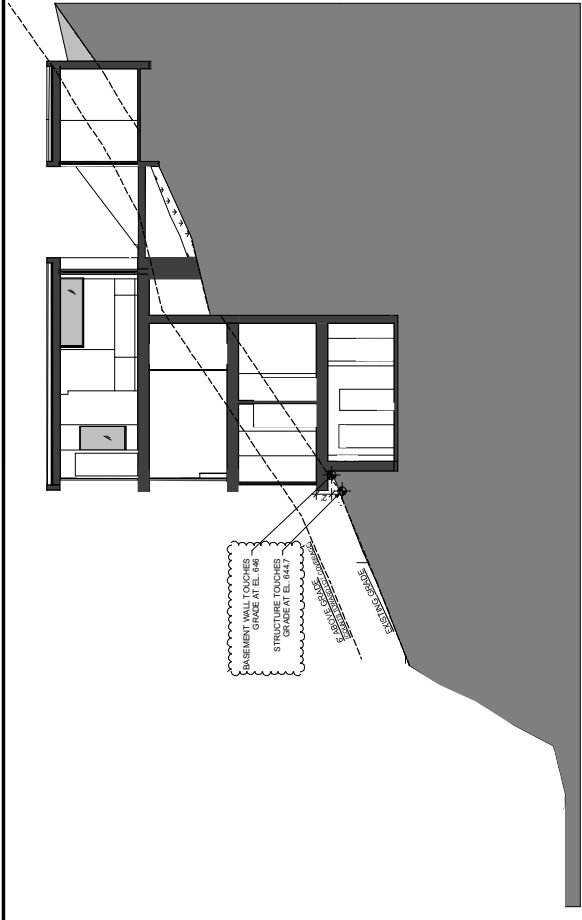 BASEMENT WALL TOUCHES
GRADE AT EL. 646
STRUCTURE TOUCHES
GRADE AT EL. 644.7
6' ABOVE GRADE
EXISTING GRADE